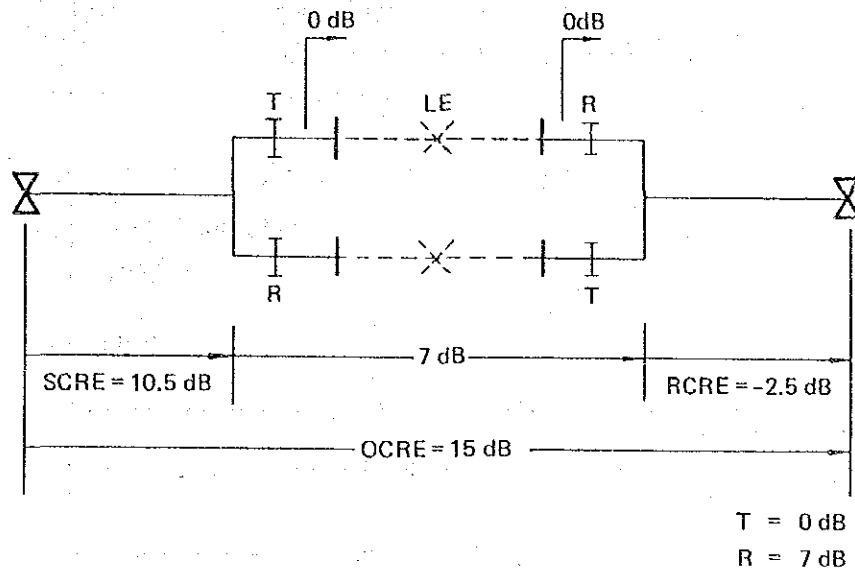 0 dB
0dB
T
LE
R
R
T
7 dB
SCRE = 10.5 dB
RCRE = -2.5 dB
OCRE = 15 dB
T = 0 dB
R = 7 dB